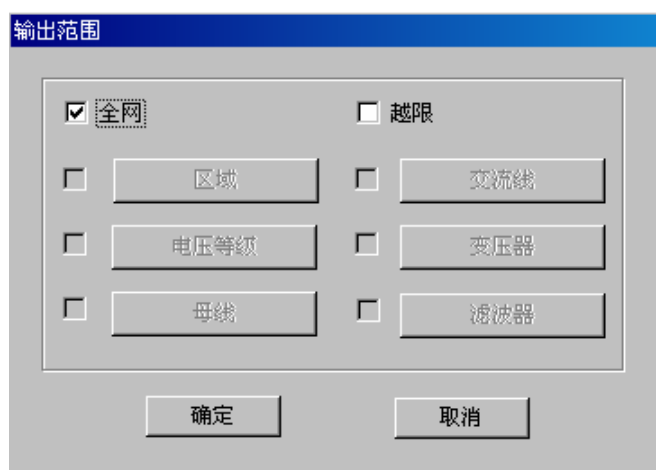 输出范围
全网 越限
区域 交流线
电压等级 变压器
母线 滤波器
确定 取消